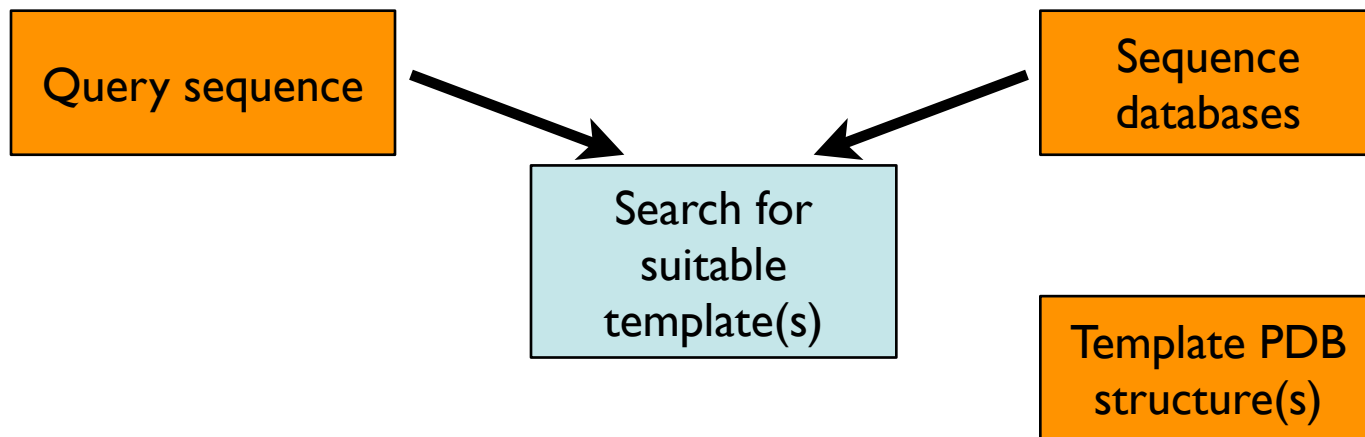 Query sequence
Sequence
databases
Search for
suitable
template(s)
Template PDB
structure(s)